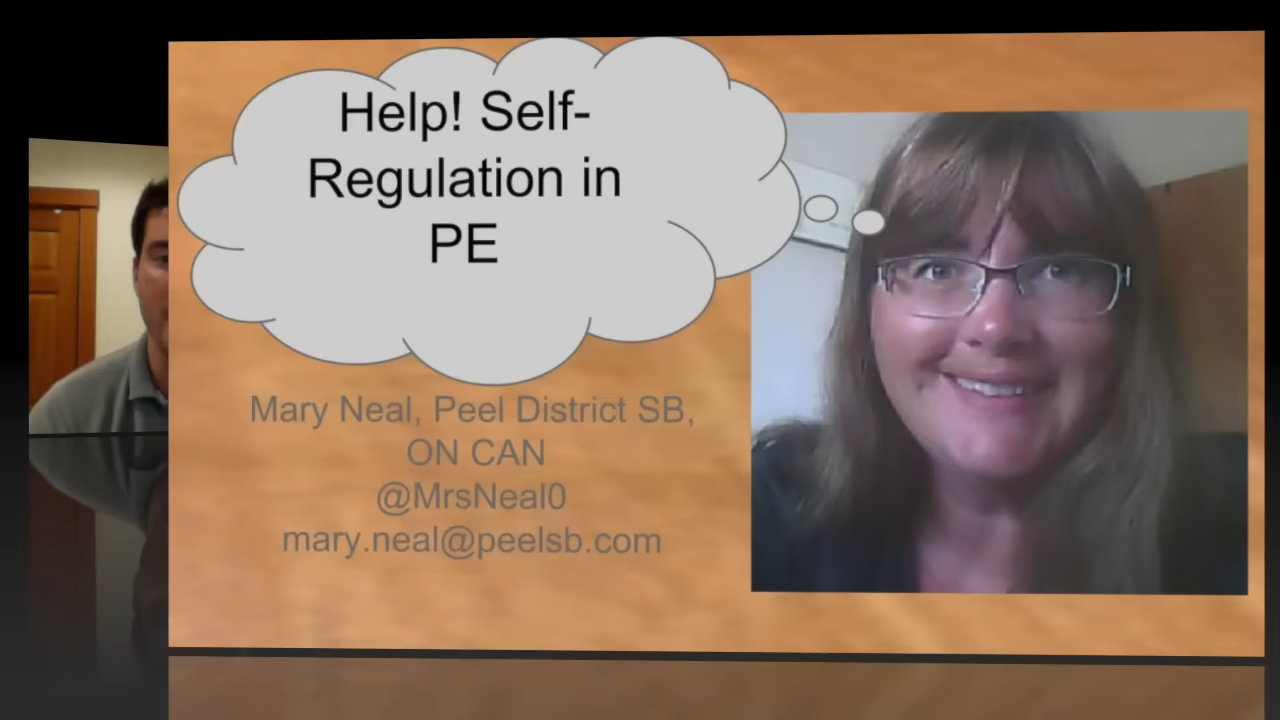 Help! Self-
Regulation in
PE
Mary Neal, Peel District SB,
ON CAN
@MrsNeal0
mary.neal@peelsb.com